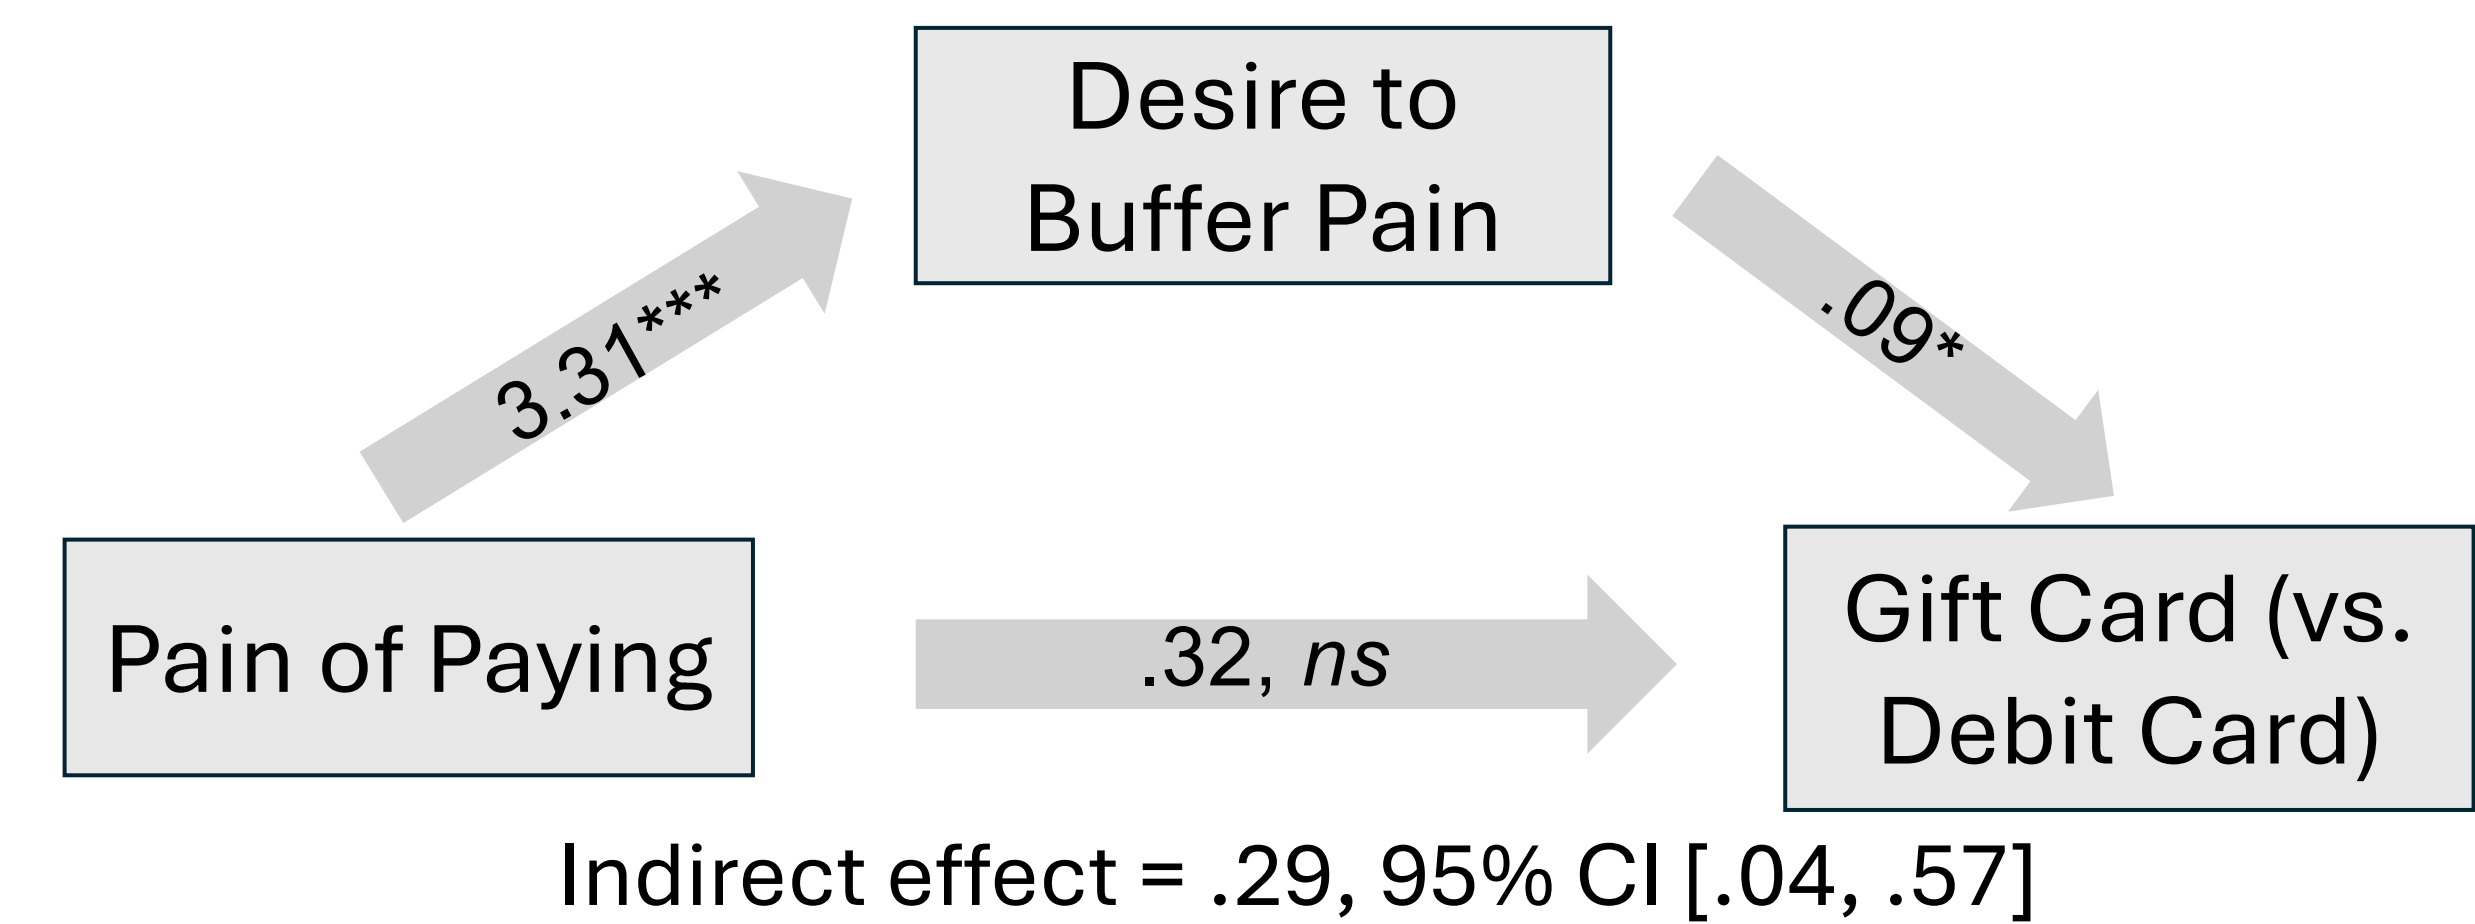 Desire to
Buffer Pain
3.31***
.09*
Pain of Paying
.32, ns
Gift Card (vs.
Debit Card)
Indirect effect = .29, 95% CI [.04, .57]